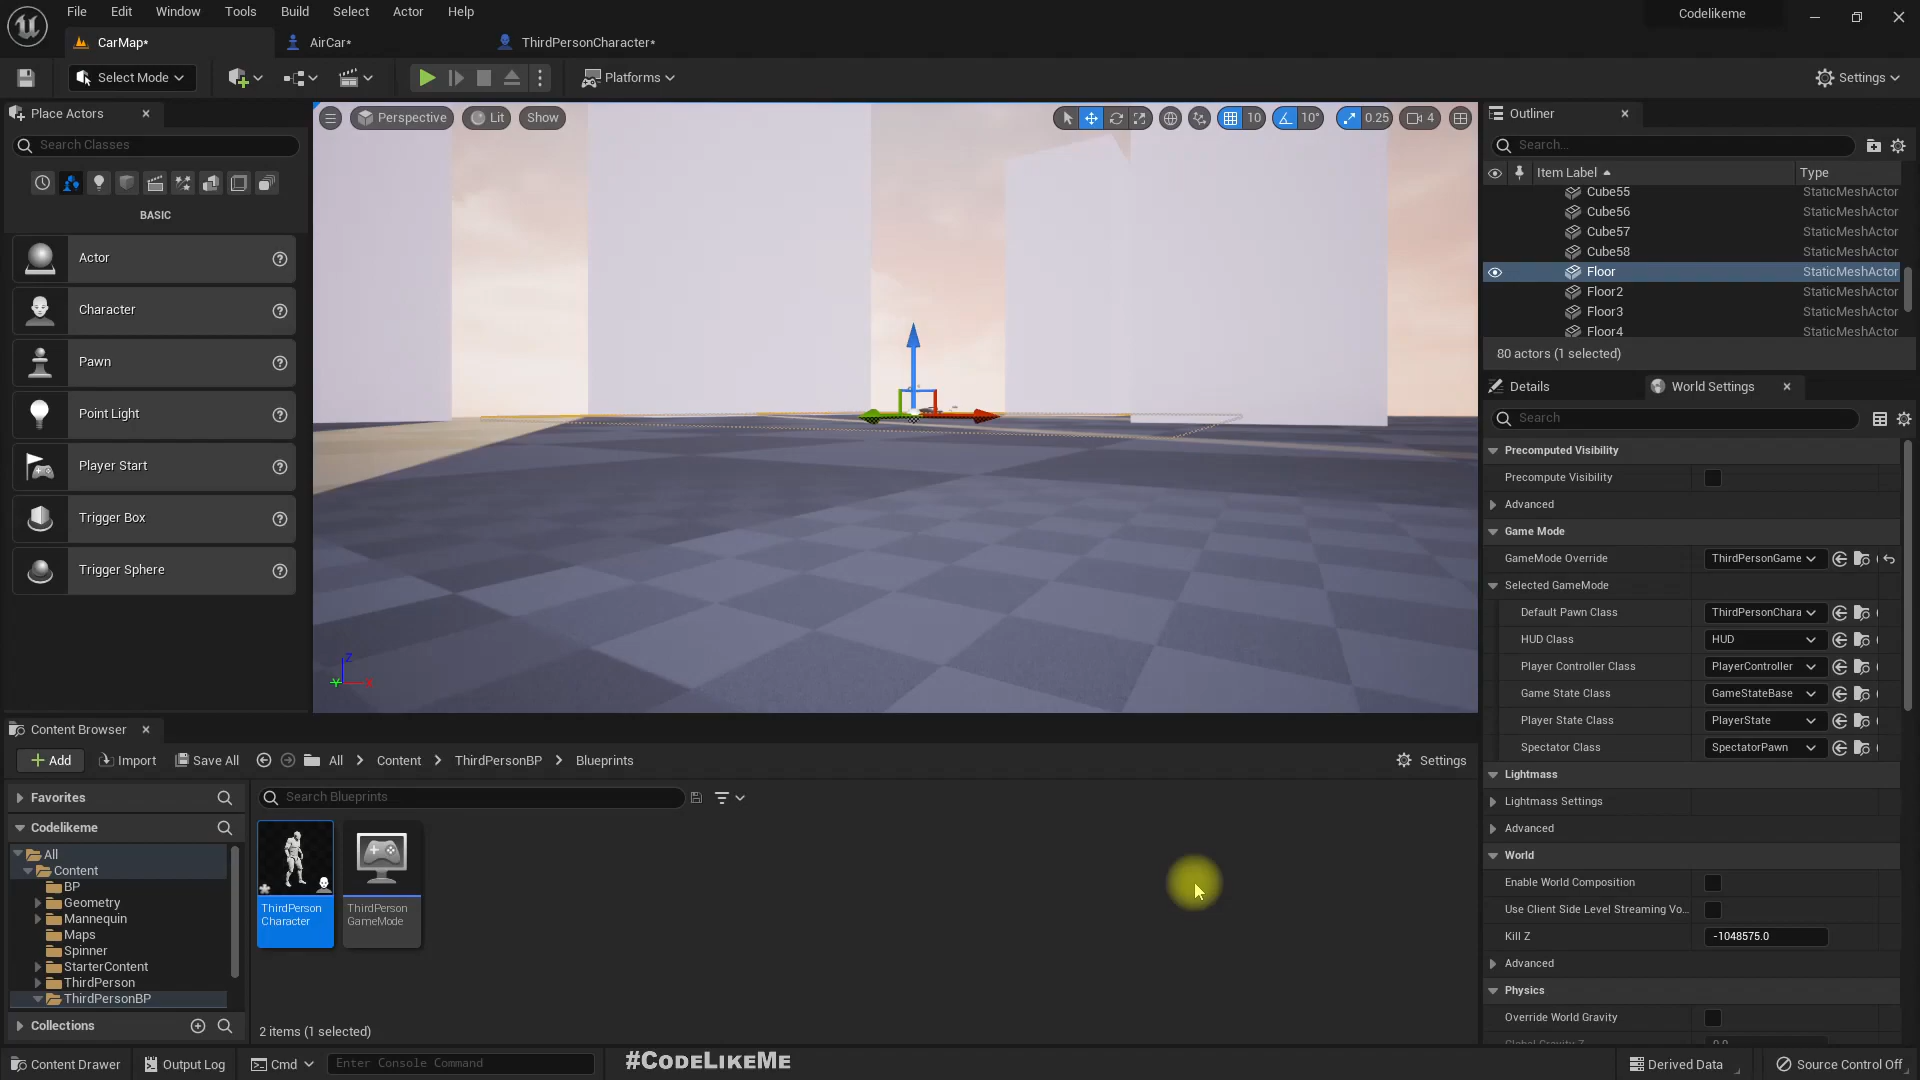 File Edit Window Tools Build Select Actor Help
Codelikeme
CarMap* AirCar* ThirdPersonCharacter*
Select Mode Platforms Settings
Place Actors
Search Classes
BASIC
Actor
Character
Pawn
Point Light
Player Start
Trigger Box
Trigger Sphere
Perspective Lit Show 10 10° 0.25 4
Z
Y
X
Outliner
Search...
Item Label Type
Cube55 StaticMeshActor
Cube56 StaticMeshActor
Cube57 StaticMeshActor
Cube58 StaticMeshActor
Floor StaticMeshActor
Floor2 StaticMeshActor
Floor3 StaticMeshActor
Floor4 StaticMeshActor
80 actors (1 selected)
Details World Settings
Search
Precomputed Visibility
Precompute Visibility
Advanced
Game Mode
GameMode Override ThirdPersonGame
Selected GameMode
Default Pawn Class ThirdPersonChara
HUD Class HUD
Player Controller Class PlayerController
Game State Class GameStateBase
Player State Class PlayerState
Spectator Class SpectatorPawn
Lightmass
Lightmass Settings
Advanced
World
Enable World Composition
Use Client Side Level Streaming Vo...
Kill Z -1048575.0
Advanced
Physics
Override World Gravity
Content Browser
Add Import Save All All Content ThirdPersonBP Blueprints Settings
Favorites
Codelikeme
All
Content
BP
Geometry
Mannequin
Maps
Spinner
StarterContent
ThirdPerson
ThirdPersonBP
Collections
Search Blueprints
ThirdPerson
Character
ThirdPerson
GameMode
2 items (1 selected)
Content Drawer Output Log Cmd Enter Console Command #CODELIKEME Derived Data Source Control Off